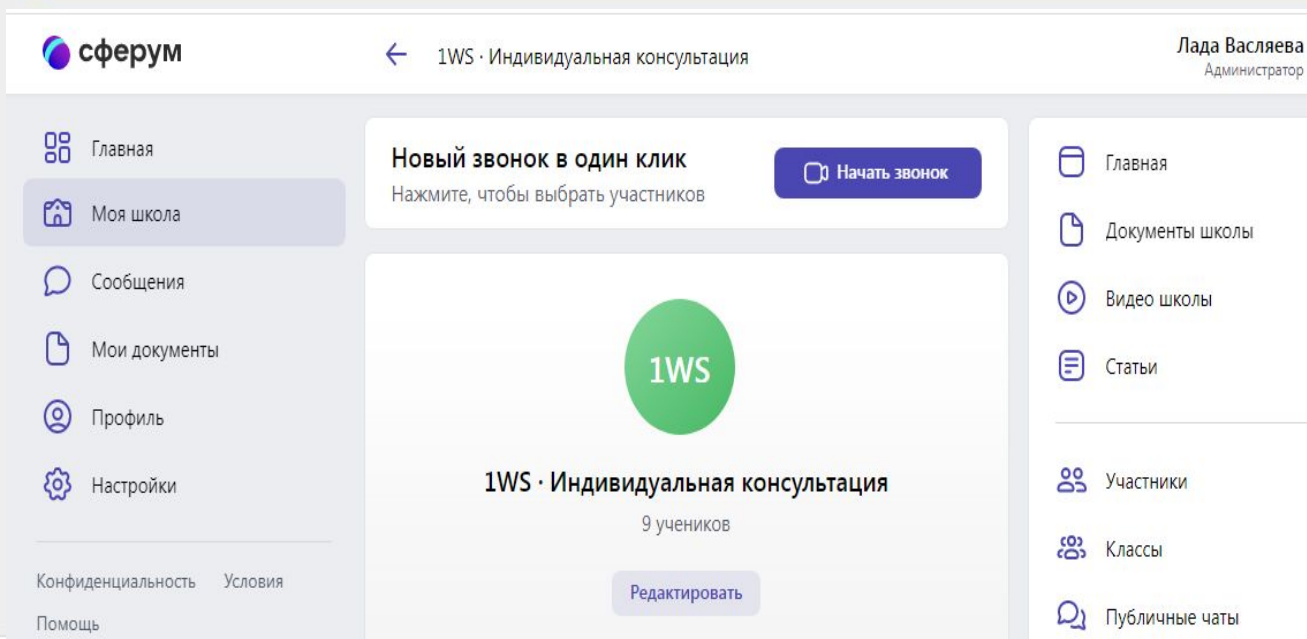 сферум
1WS · Индивидуальная консультация
Лада Васляева
Администратор
Главная
Моя школа
Сообщения
Мои документы
Профиль
Настройки
Конфиденциальность Условия
Помощь
Новый звонок в один клик
Нажмите, чтобы выбрать участников
Начать звонок
1WS
1WS · Индивидуальная консультация
9 учеников
Редактировать
Главная
Документы школы
Видео школы
Статьи
Участники
Классы
Публичные чаты